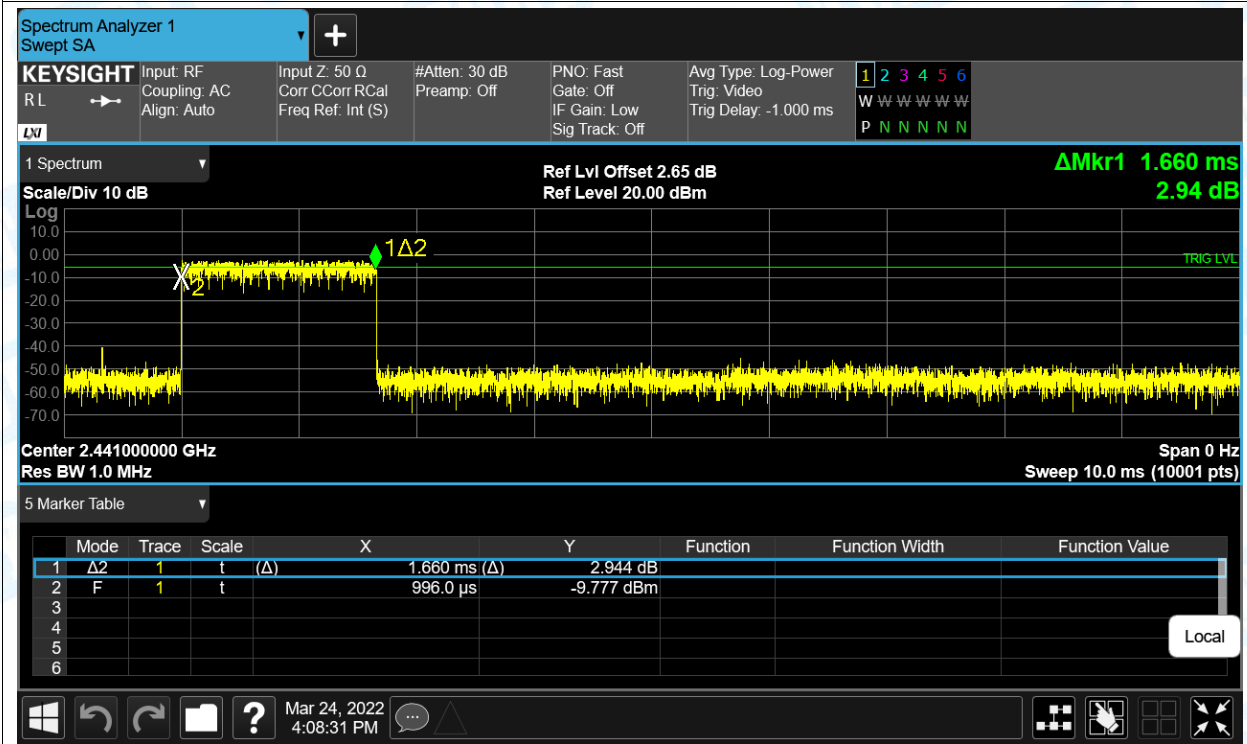 Spectrum Analyzer 1
Swept SA
KEYSIGHT
R L
LXI
Input: RF
Coupling: AC
Align: Auto
Input Z: 50 Ω
Corr CCorr RCal
Freq Ref: Int (S)
#Atten: 30 dB
Preamp: Off
PNO: Fast
Gate: Off
IF Gain: Low
Sig Track: Off
Avg Type: Log-Power
Trig: Video
Trig Delay: -1.000 ms
1 2 3 4 5 6
W W W W W W
P N N N N N
1 Spectrum
Scale/Div 10 dB
Ref Lvl Offset 2.65 dB
Ref Level 20.00 dBm
ΔMkr1 1.660 ms
2.94 dB
Log
10.0
0.00
-10.0
-20.0
-30.0
-40.0
-50.0
-60.0
-70.0
1Δ2
2
TRIG LVL
Center 2.441000000 GHz
Span 0 Hz
Res BW 1.0 MHz
Sweep 10.0 ms (10001 pts)
5 Marker Table
Mode Trace Scale X Y Function Function Width Function Value
1 Δ2 1 t (Δ) 1.660 ms (Δ) 2.944 dB
2 F 1 t 996.0 µs -9.777 dBm
3
4
5
6
Local
?
Mar 24, 2022
4:08:31 PM